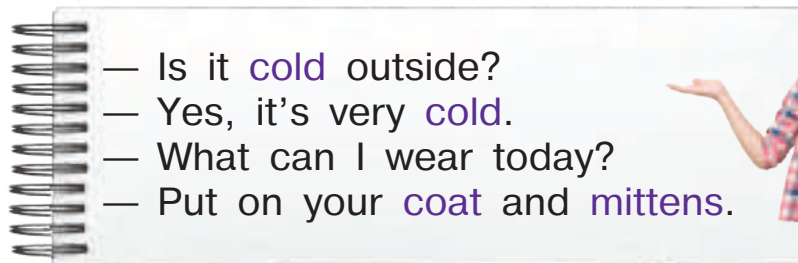 — Is it cold outside?
— Yes, it's very cold.
— What can I wear today?
— Put on your coat and mittens.